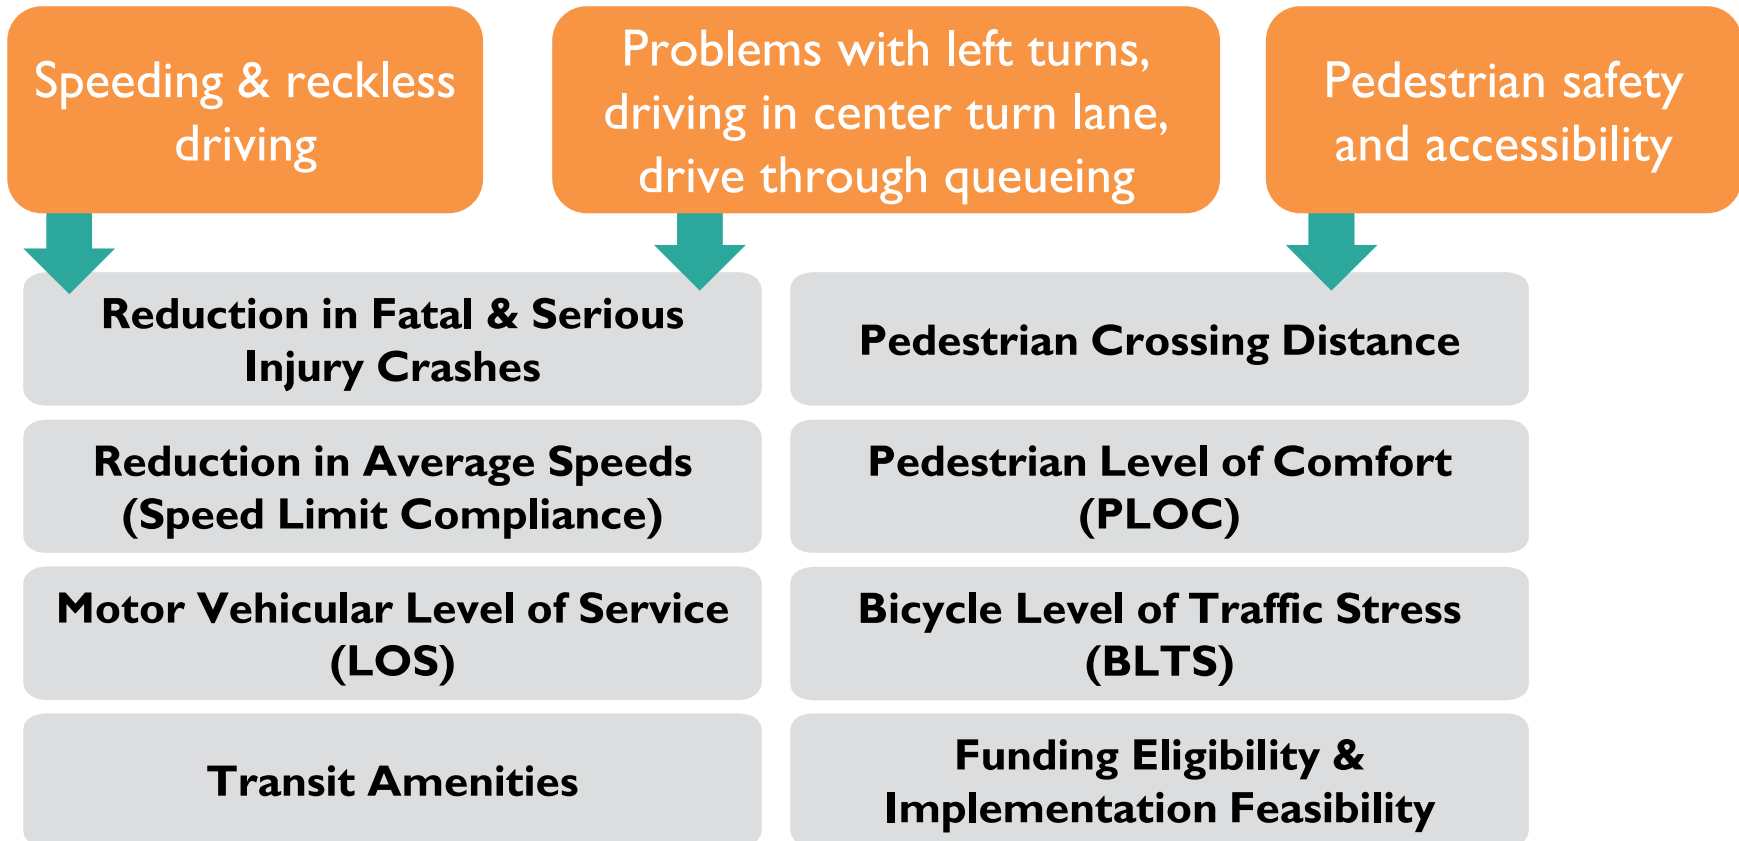 Speeding & reckless
driving
Problems with left turns,
driving in center turn lane,
drive through queueing
Pedestrian safety
and accessibility
Reduction in Fatal & Serious
Injury Crashes
Pedestrian Crossing Distance
Reduction in Average Speeds
(Speed Limit Compliance)
Pedestrian Level of Comfort
(PLOC)
Motor Vehicular Level of Service
(LOS)
Bicycle Level of Traffic Stress
(BLTS)
Transit Amenities
Funding Eligibility &
Implementation Feasibility